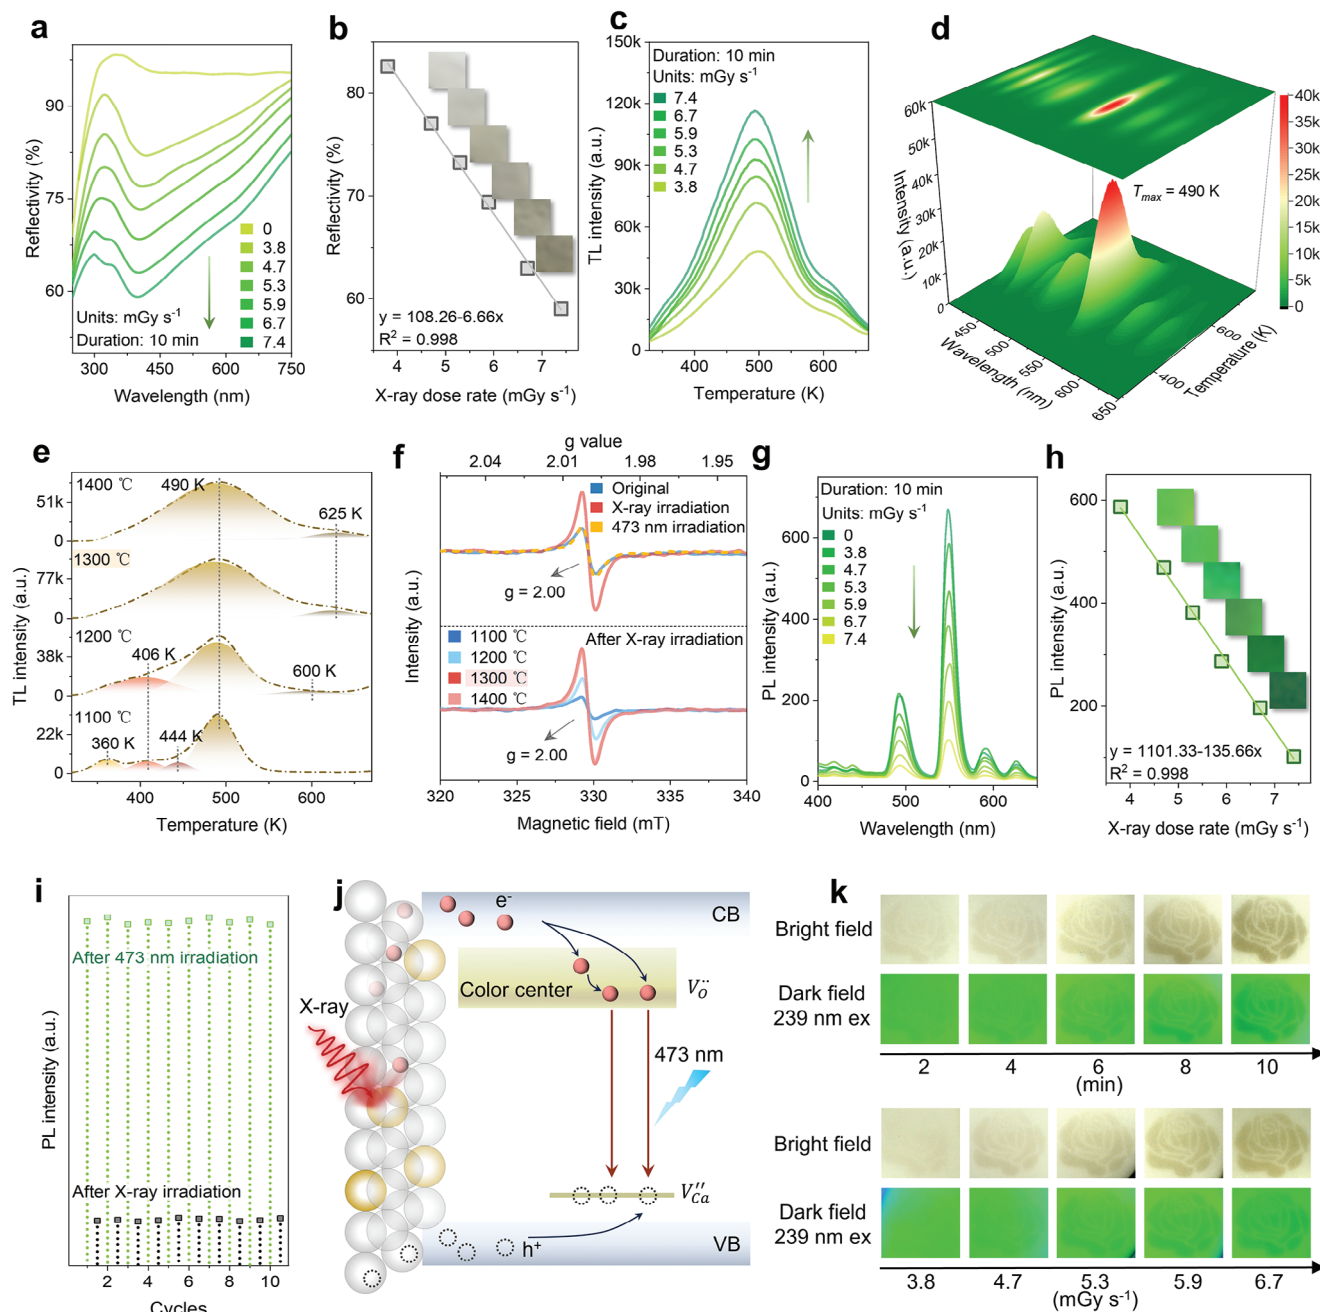 a
Reflectivity (%)
90
75
60
0
3.8
4.7
5.3
5.9
6.7
7.4
Units: mGy s⁻¹
Duration: 10 min
300
450
600
750
Wavelength (nm)
b
Reflectivity (%)
80
70
60
y = 108.26-6.66x
R² = 0.998
4
5
6
7
X-ray dose rate (mGy s⁻¹)
c
TL intensity (a.u.)
150k
120k
90k
60k
30k
0
Duration: 10 min
Units: mGy s⁻¹
7.4
6.7
5.9
5.3
4.7
3.8
400
500
600
Temperature (K)
d
Intensity (a.u.)
60k
50k
40k
30k
20k
10k
0
Tmax = 490 K
450
500
550
600
650
Wavelength (nm)
400
600
Temperature (K)
40k
35k
30k
25k
20k
15k
10k
5k
0
e
TL intensity (a.u.)
1400 ℃
490 K
625 K
51k
0
1300 ℃
77k
0
1200 ℃
406 K
600 K
38k
0
1100 ℃
360 K
444 K
22k
0
400
500
600
Temperature (K)
f
g value
2.04
2.01
1.98
1.95
Intensity (a.u.)
Original
X-ray irradiation
473 nm irradiation
g = 2.00
After X-ray irradiation
1100 ℃
1200 ℃
1300 ℃
1400 ℃
g = 2.00
320
325
330
335
340
Magnetic field (mT)
g
PL intensity (a.u.)
Duration: 10 min
Units: mGy s⁻¹
0
3.8
4.7
5.3
5.9
6.7
7.4
600
400
200
0
400
500
600
Wavelength (nm)
h
PL intensity (a.u.)
600
400
200
y = 1101.33-135.66x
R² = 0.998
4
5
6
7
X-ray dose rate (mGy s⁻¹)
i
PL intensity (a.u.)
After 473 nm irradiation
After X-ray irradiation
2
4
6
8
10
Cycles
j
X-ray
e⁻
CB
Color center
V_O^¨
473 nm
V_Ca^′′
h⁺
VB
k
Bright field
Dark field
239 nm ex
2
4
6
8
10
(min)
Bright field
Dark field
239 nm ex
3.8
4.7
5.3
5.9
6.7
(mGy s⁻¹)